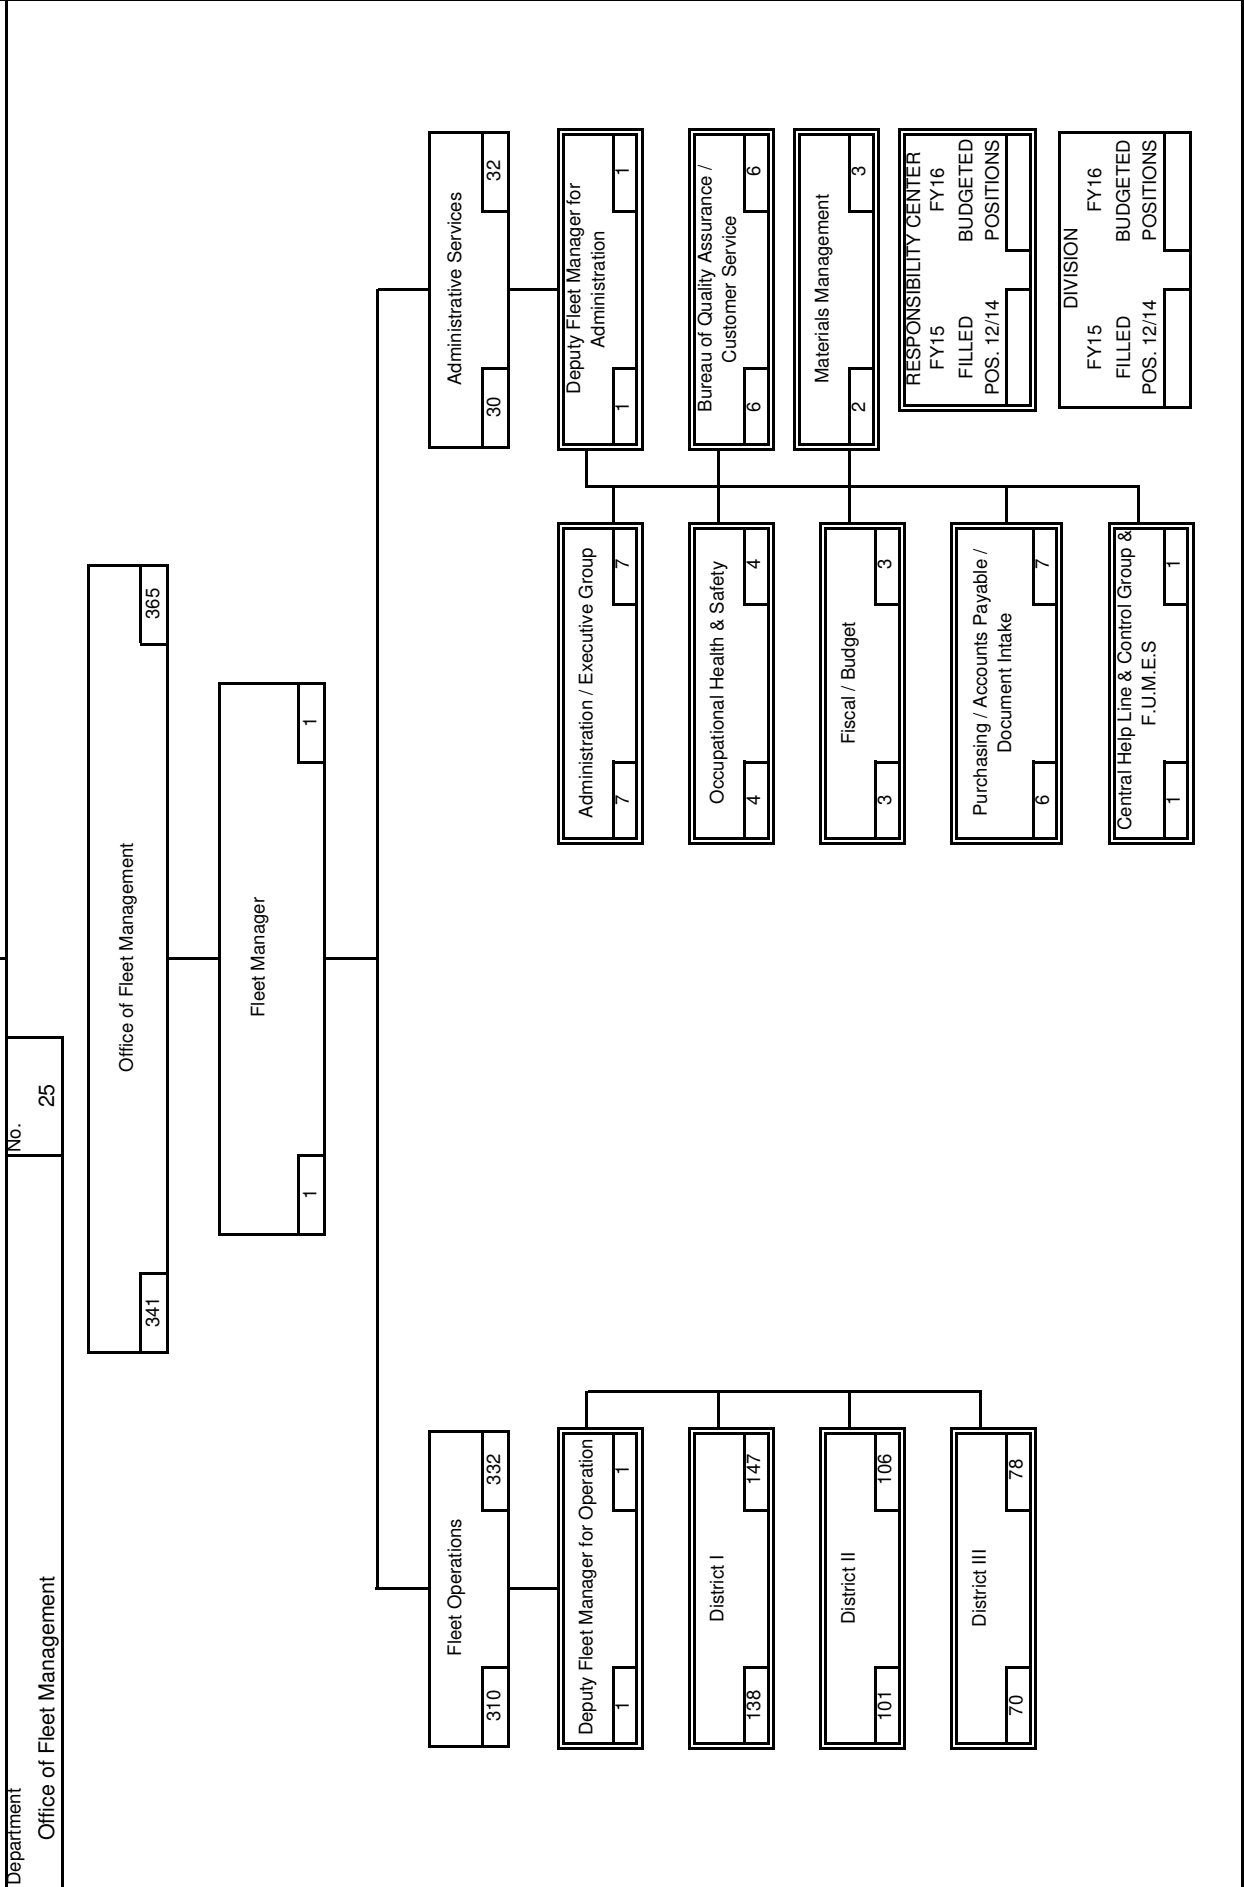 Department
No.
Office of Fleet Management
25
Office of Fleet Management
341
365
Fleet Manager
1
1
Fleet Operations
310
332
Administrative Services
30
32
Deputy Fleet Manager for Operation
1
1
District I
138
147
District II
101
106
District III
70
78
Administration / Executive Group
7
7
Occupational Health & Safety
4
4
Fiscal / Budget
3
3
Purchasing / Accounts Payable /
Document Intake
6
7
Central Help Line & Control Group &
F.U.M.E.S
1
1
Deputy Fleet Manager for
Administration
1
1
Bureau of Quality Assurance /
Customer Service
6
6
Materials Management
2
3
RESPONSIBILITY CENTER
FY15 FY16
FILLED BUDGETED
POS. 12/14 POSITIONS
DIVISION
FY15 FY16
FILLED BUDGETED
POS. 12/14 POSITIONS